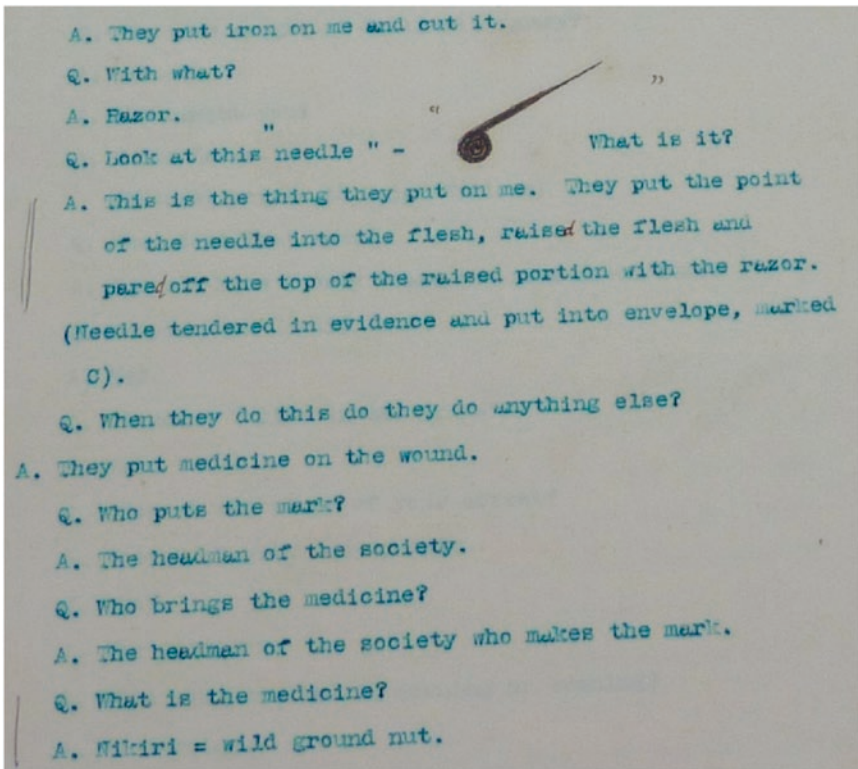 A. They put iron on me and cut it.
Q. With what?
A. Razor.
Q. Look at this "needle" - " " What is it?
A. This is the thing they put on me. They put the point
of the needle into the flesh, raised the flesh and
pared off the top of the raised portion with the razor.
(Needle tendered in evidence and put into envelope, marked
C).
Q. When they do this do they do anything else?
A. They put medicine on the wound.
Q. Who puts the mark?
A. The headman of the society.
Q. Who brings the medicine?
A. The headman of the society who makes the mark.
Q. What is the medicine?
A. Nikiri = wild ground nut.